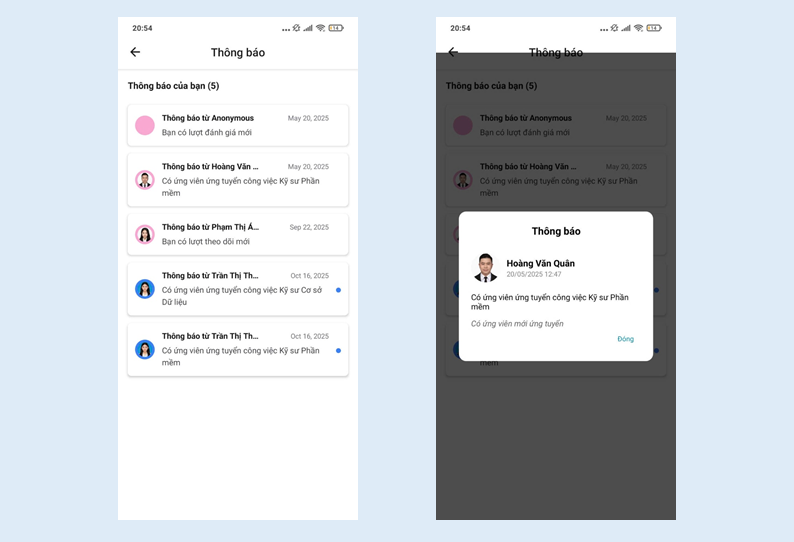 20:54
14
Thông báo
Thông báo của bạn (5)
Thông báo từ Anonymous
May 20, 2025
Bạn có lượt đánh giá mới
Thông báo từ Hoàng Văn ...
May 20, 2025
Có ứng viên ứng tuyển công việc Kỹ sư Phần
mềm
Thông báo từ Phạm Thị Á...
Sep 22, 2025
Bạn có lượt theo dõi mới
Thông báo từ Trần Thị Th...
Oct 16, 2025
Có ứng viên ứng tuyển công việc Kỹ sư Cơ sở
Dữ liệu
Thông báo từ Trần Thị Th...
Oct 16, 2025
Có ứng viên ứng tuyển công việc Kỹ sư Phần
mềm
20:54
14
Thông báo
Thông báo của bạn (5)
Thông báo từ Anonymous
May 20, 2025
Bạn có lượt đánh giá mới
Thông báo từ Hoàng Văn ...
May 20, 2025
Có ứng viên ứng tuyển công việc Kỹ sư Phần
mềm
Thông báo
Hoàng Văn Quân
20/05/2025 12:47
Có ứng viên ứng tuyển công việc Kỹ sư Phần
mềm
Có ứng viên mới ứng tuyển
Đóng
mềm